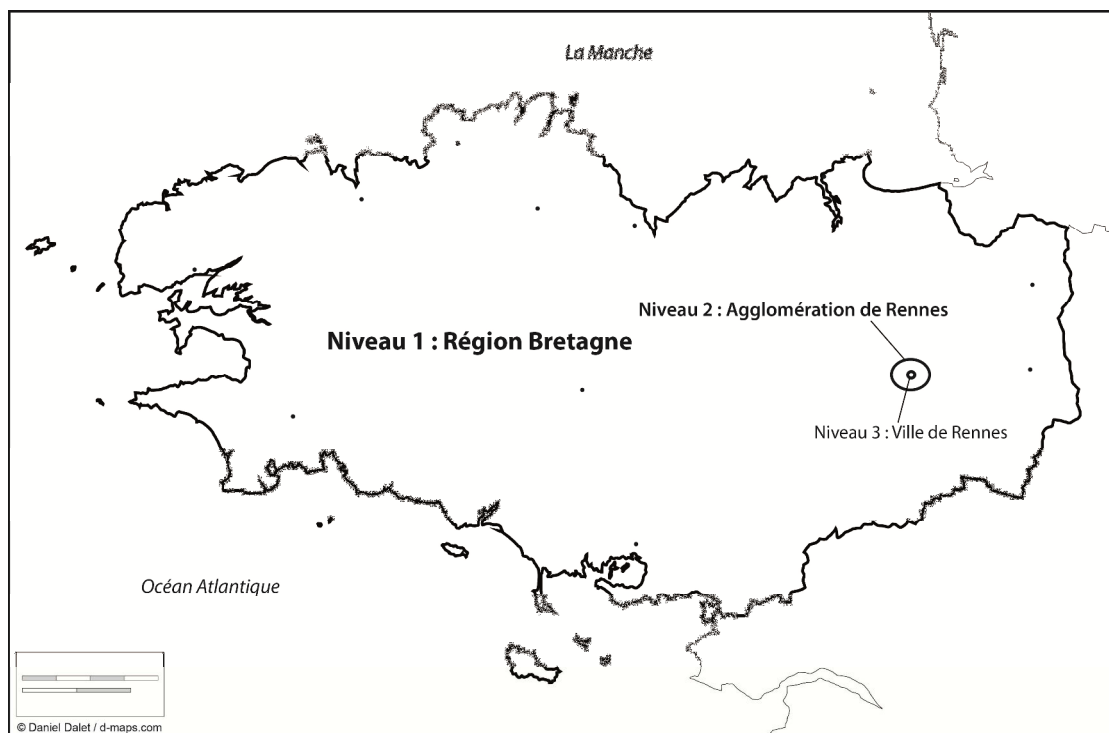 La Manche
Niveau 2 : Agglomération de Rennes
Niveau 1 : Région Bretagne
Niveau 3 : Ville de Rennes
Océan Atlantique
© Daniel Dalet / d-maps.com